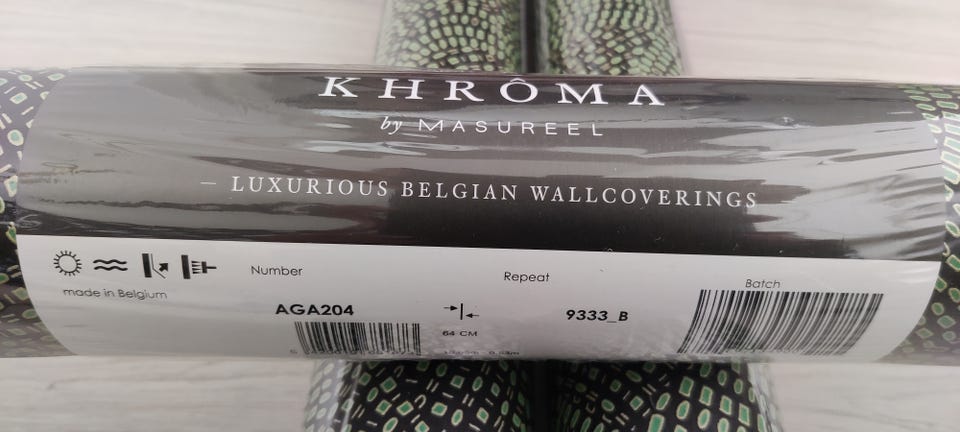 KHRÔMA
by MASUREEL
– LUXURIOUS BELGIAN WALLCOVERINGS
Number
Repeat
Batch
made in Belgium
AGA204
9333_B
64 CM